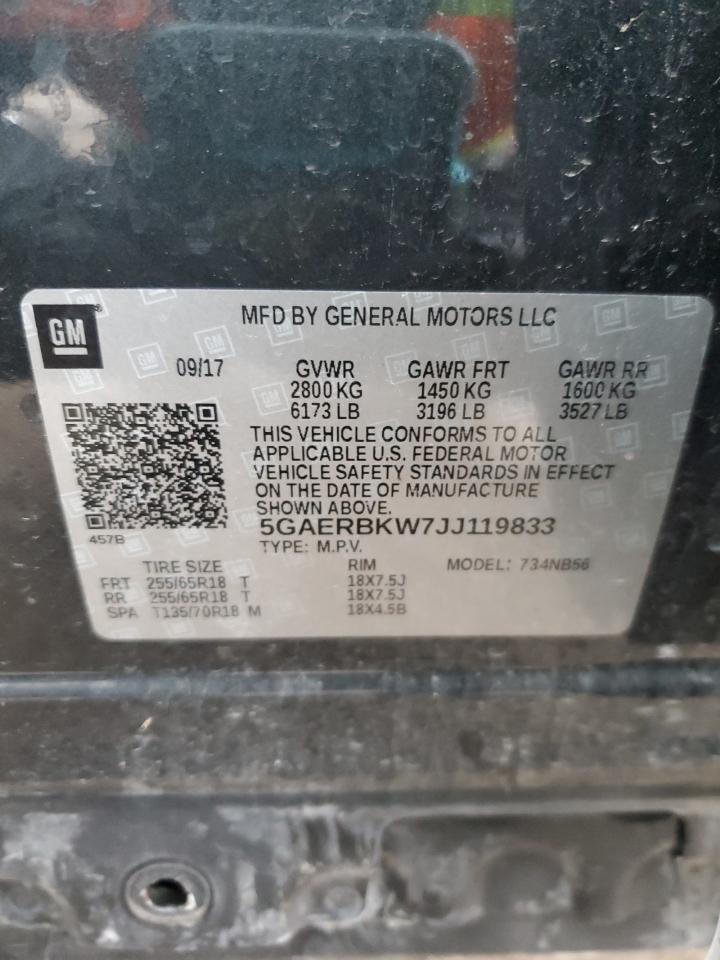 GM
MFD BY GENERAL MOTORS LLC
09/17 GVWR GAWR FRT GAWR RR
2800 KG 1450 KG 1600 KG
6173 LB 3196 LB 3527 LB
THIS VEHICLE CONFORMS TO ALL
APPLICABLE U.S. FEDERAL MOTOR
VEHICLE SAFETY STANDARDS IN EFFECT
ON THE DATE OF MANUFACTURE
SHOWN ABOVE.
457B 5GAERBKW7JJ119833
TYPE: M.P.V.
TIRE SIZE RIM MODEL: 734NB56
FRT 255/65R18 T 18X7.5J
RR 255/65R18 T 18X7.5J
SPA T135/70R18 M 18X4.5B